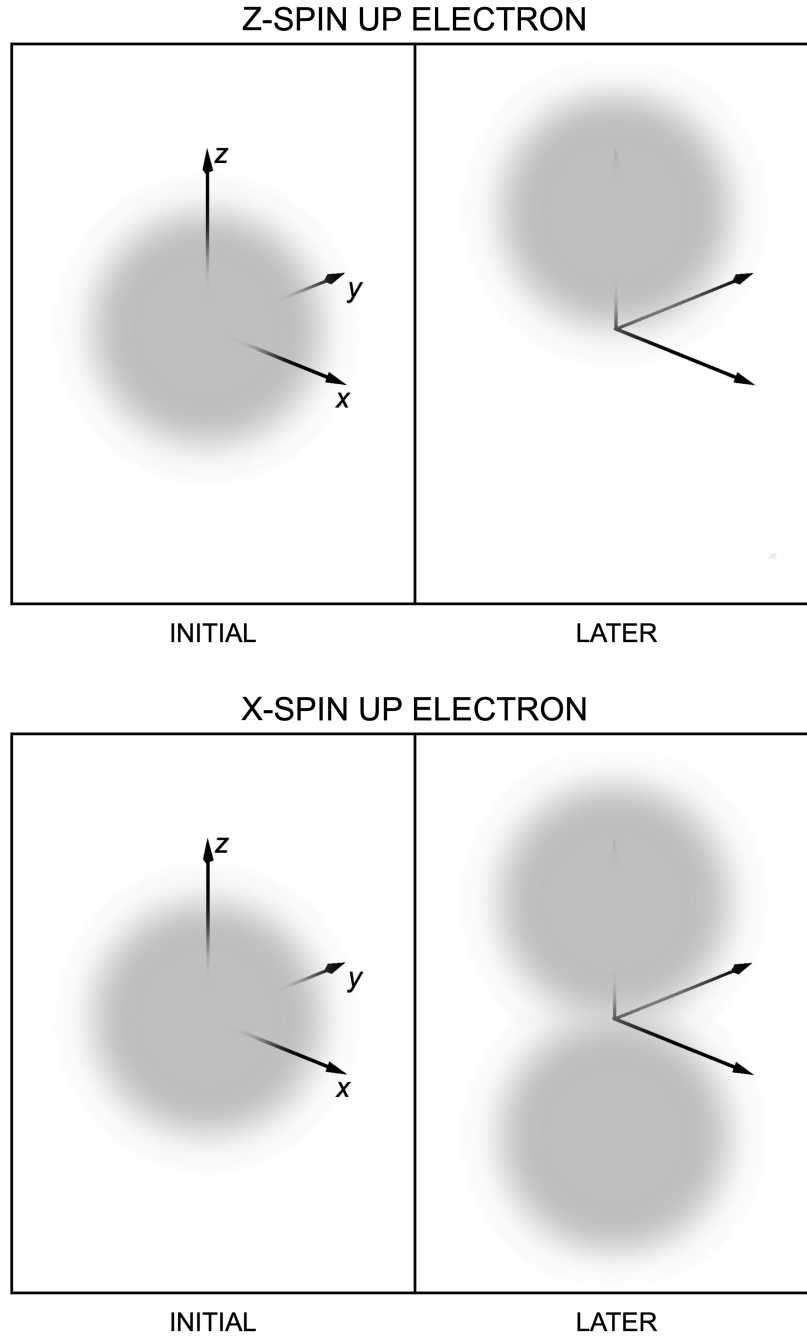 Z-SPIN UP ELECTRON
z
y
x
INITIAL LATER
X-SPIN UP ELECTRON
z
y
x
INITIAL LATER